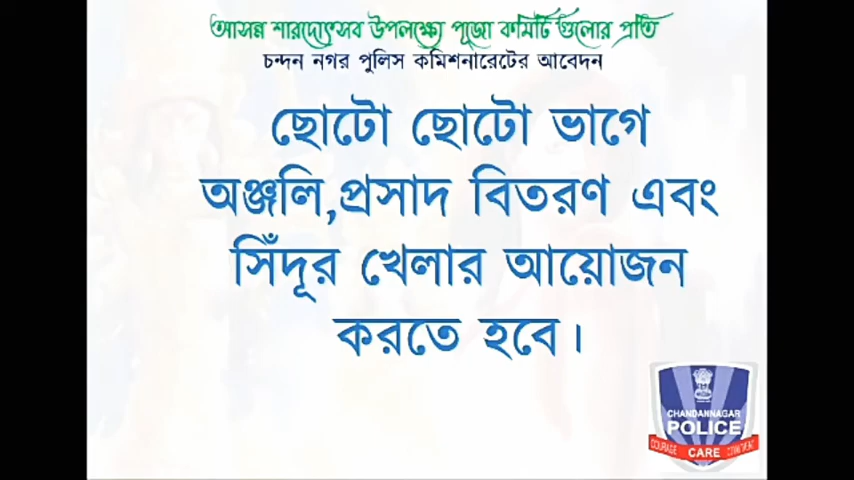 আসন্ন শারদোৎসব উপলক্ষ্যে পূজা কমিটি গুলোর প্রতি
চন্দন নগর পুলিস কমিশনারেটের আবেদন
ছোটো ছোটো ভাগে
অঞ্জলি,প্রসাদ বিতরণ এবং
সিঁদূর খেলার আয়োজন
করতে হবে।
CHANDANNAGAR
POLICE
COURAGE CARE